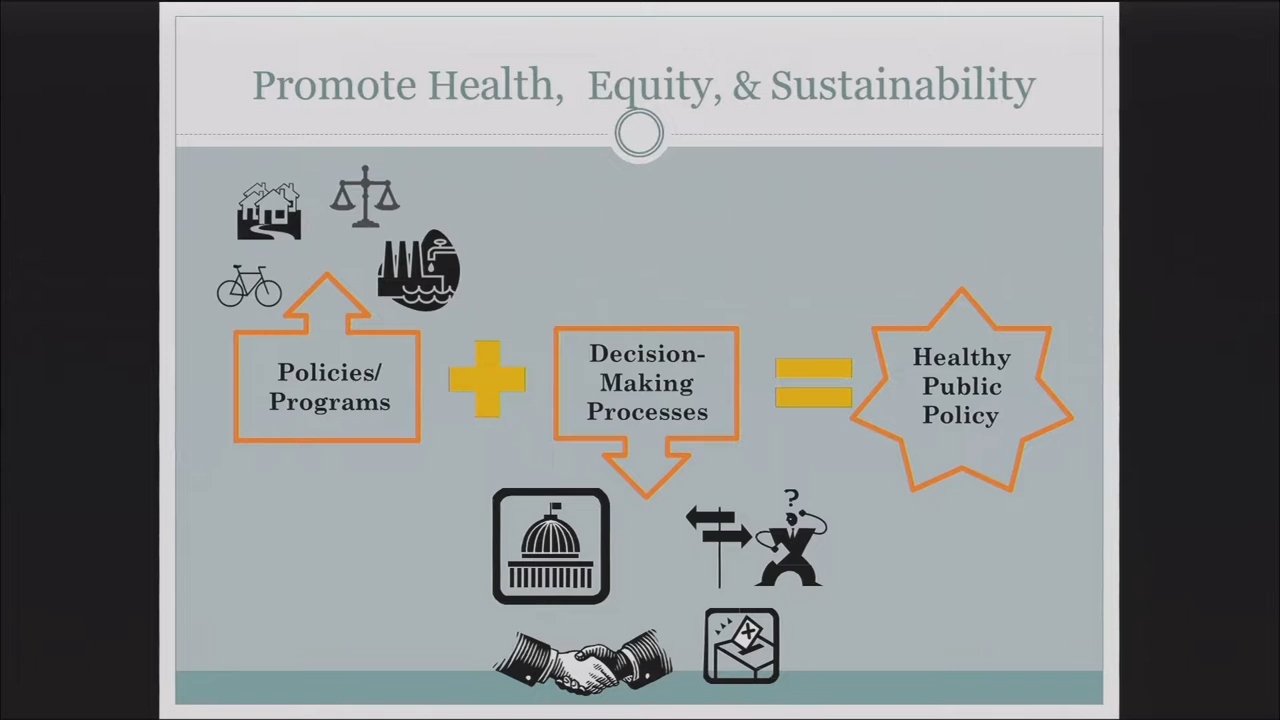 Promote Health, Equity, & Sustainability
Policies/
Programs
Decision-
Making
Processes
Healthy
Public
Policy
?